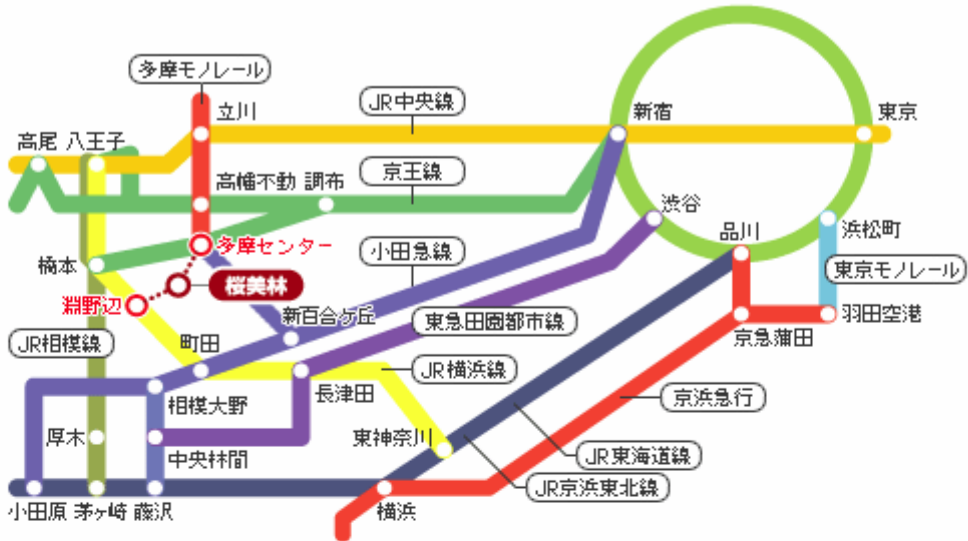 多摩モノレール
立川
JR中央線
新宿
東京
高尾 八王子
高幡不動 調布
京王線
渋谷
品川
浜松町
多摩センター
小田急線
橋本
桜美林
東京モノレール
淵野辺
新百合ヶ丘
東急田園都市線
羽田空港
京急蒲田
JR相模線
町田
JR横浜線
相模大野
長津田
京浜急行
厚木
東神奈川
中央林間
JR東海道線
JR京浜東北線
小田原 茅ヶ崎 藤沢
横浜